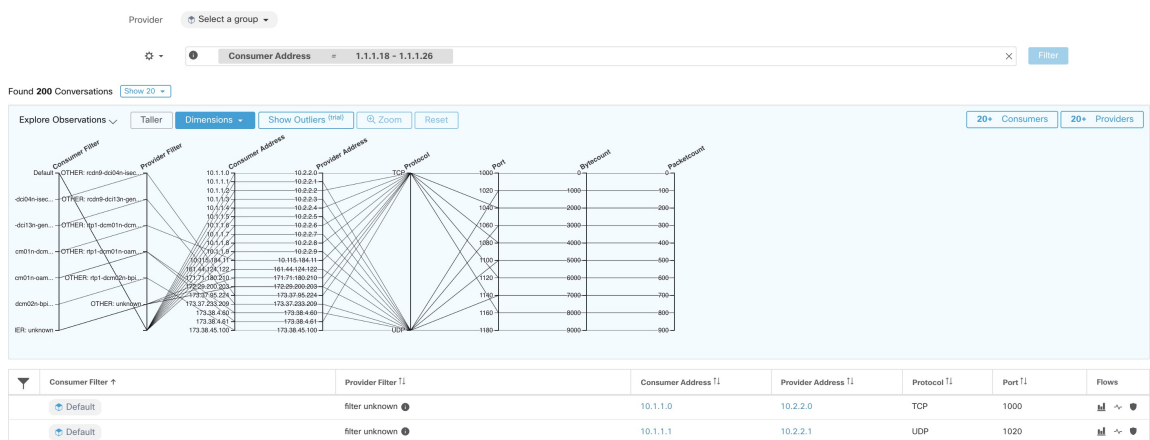 Provider Select a group
Consumer Address = 1.1.1.18 - 1.1.1.26 Filter
Found 200 Conversations Show 20
Explore Observations Taller Dimensions Show Outliers (trial) Zoom Reset 20+ Consumers 20+ Providers
Consumer Filter Provider Filter Consumer Address Provider Address Protocol Port Bytecount Packetcount
Default OTHER: rcdn9-dci04n-isec... 10.1.1.0 10.2.2.0 TCP 1000 0 0
10.1.1.1 10.2.2.1
10.1.1.2 10.2.2.2 1020 1000 100
-dci04n-isec... OTHER: rcdn9-dci13n-gen... 10.1.1.3 10.2.2.3
10.1.1.4 10.2.2.4 1040 2000 200
10.1.1.5 10.2.2.5
-dci13n-gen... OTHER: rtp1-dcm01n-dcm... 10.1.1.6 10.2.2.6 1060 3000 300
10.1.1.7 10.2.2.7
10.1.1.8 10.2.2.8 1080 4000 400
cm01n-dcm... OTHER: rtp1-dcm01n-oam... 10.1.1.9 10.2.2.9
10.115.184.11 10.115.184.11 1100 5000 500
161.44.124.122 161.44.124.122
cm01n-oam... OTHER: rtp1-dcm02n-bpi... 171.71.180.210 171.71.180.210 1120 6000 600
172.29.200.203 172.29.200.203
dcm02n-bpi... OTHER: unknown 173.37.95.224 173.37.95.224 1140 7000 700
173.37.233.209 173.37.233.209
173.38.4.60 173.38.4.60 1160 8000 800
173.38.4.61 173.38.4.61
IER: unknown 173.38.45.100 173.38.45.100 UDP 1180 9000 900
Consumer Filter Provider Filter Consumer Address Provider Address Protocol Port Flows
Default filter unknown 10.1.1.0 10.2.2.0 TCP 1000
Default filter unknown 10.1.1.1 10.2.2.1 UDP 1020